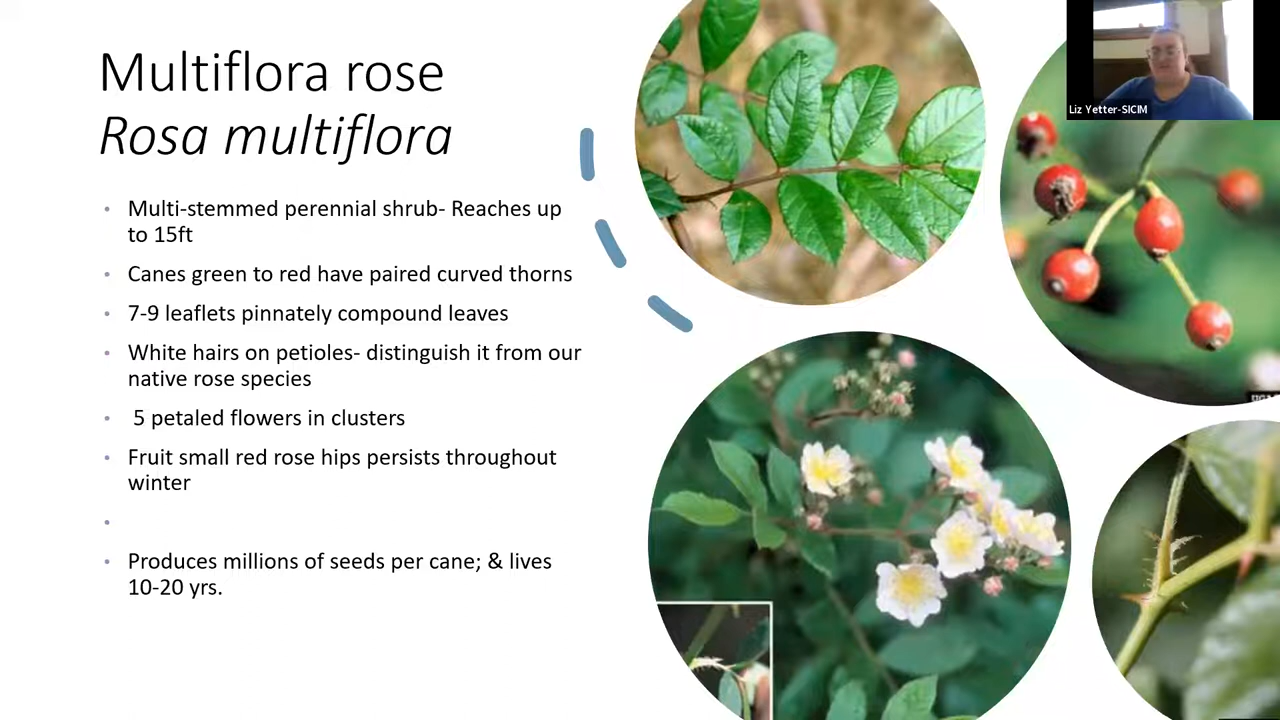 Multiflora rose
Rosa multiflora
• Multi-stemmed perennial shrub- Reaches up
to 15ft
• Canes green to red have paired curved thorns
• 7-9 leaflets pinnately compound leaves
• White hairs on petioles- distinguish it from our
native rose species
• 5 petaled flowers in clusters
• Fruit small red rose hips persists throughout
winter
•
• Produces millions of seeds per cane; & lives
10-20 yrs.
Liz Yetter-SICIM